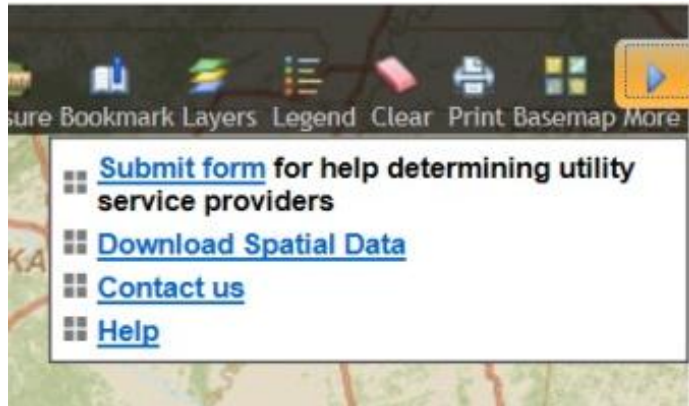 sure Bookmark Layers Legend Clear Print Basemap More
Submit form for help determining utility
service providers
Download Spatial Data
KA
Contact us
Help